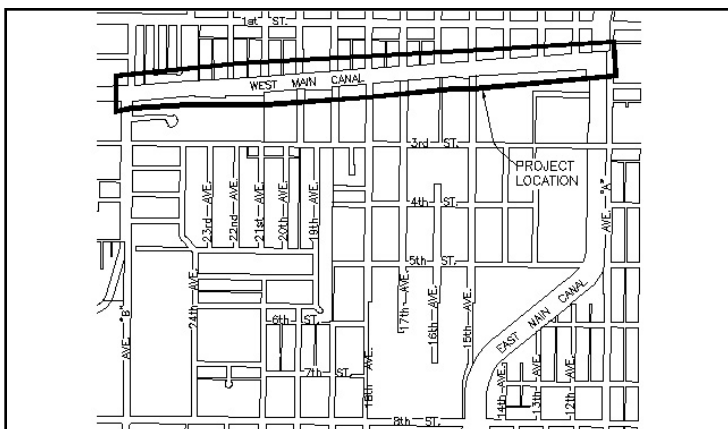 1st ST.
WEST MAIN CANAL
3rd ST.
PROJECT
LOCATION
AVE. "A"
4th ST.
23rd AVE.
22nd AVE.
21st AVE.
20th AVE.
19th AVE.
5th ST.
EAST MAIN CANAL
AVE. "B"
24th AVE.
17th AVE.
16th AVE.
15th AVE.
6th ST.
7th ST.
18th AVE.
14th AVE.
13th AVE.
12th AVE.
8th ST.